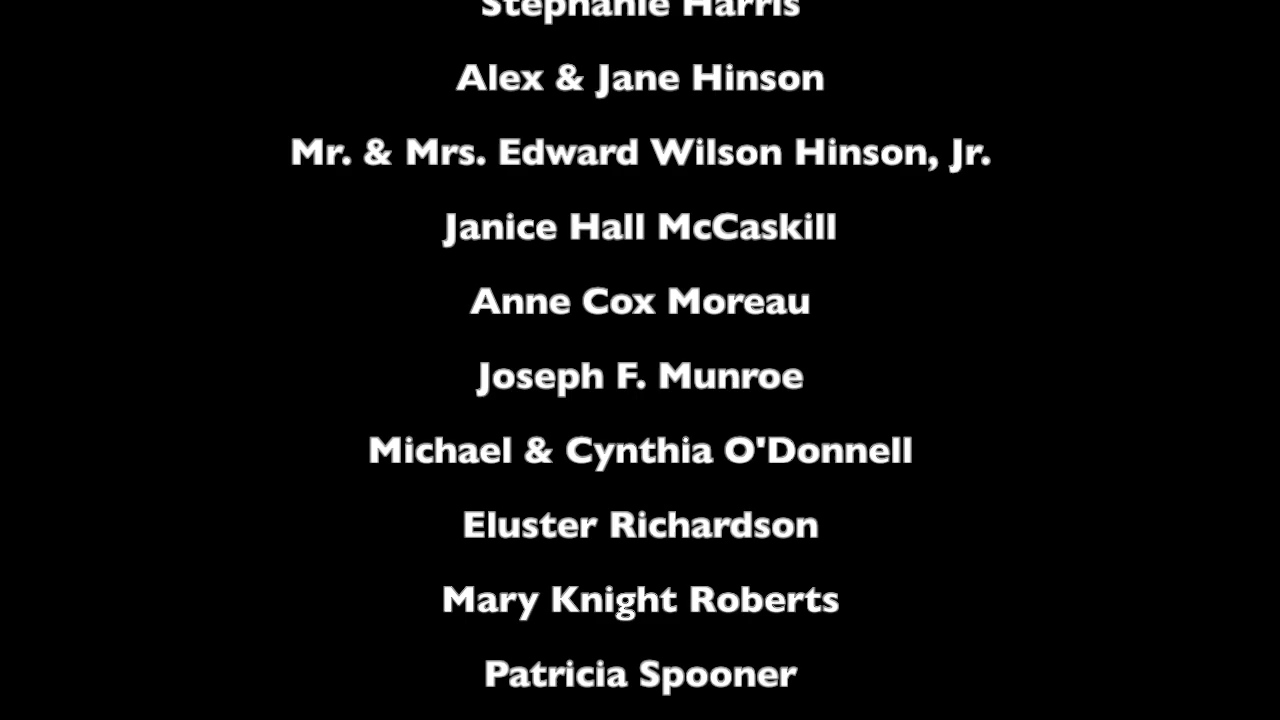 Stephanie Harris
Alex & Jane Hinson
Mr. & Mrs. Edward Wilson Hinson, Jr.
Janice Hall McCaskill
Anne Cox Moreau
Joseph F. Munroe
Michael & Cynthia O'Donnell
Eluster Richardson
Mary Knight Roberts
Patricia Spooner